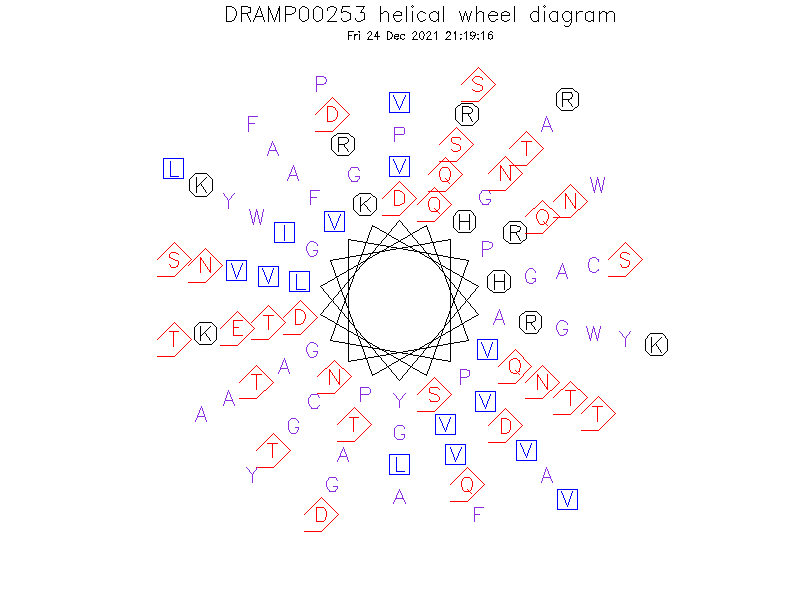 DRAMP00253 helical wheel diagram
Fri 24 Dec 2021 21:19:16
P S
V R
D R
F A
P
R S
A T
L V
A G Q N
K W
Y F D G N
K Q
W Q
V H
I R
G P
S S
N C
V A
V G
L H
D A
T R
E G
K W
T Y
K
G V
A Q
N P
T N
P S
A T
C Y V
A T
G T V D
G
T V
A V
L
Y A
G Q
A V
D F